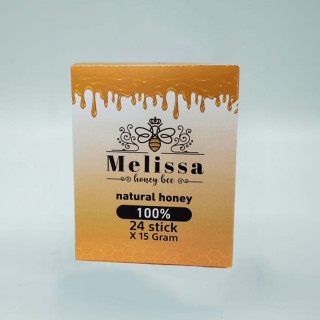 Melissa
honey bee
natural honey
100%
24 stick
X 15 Gram